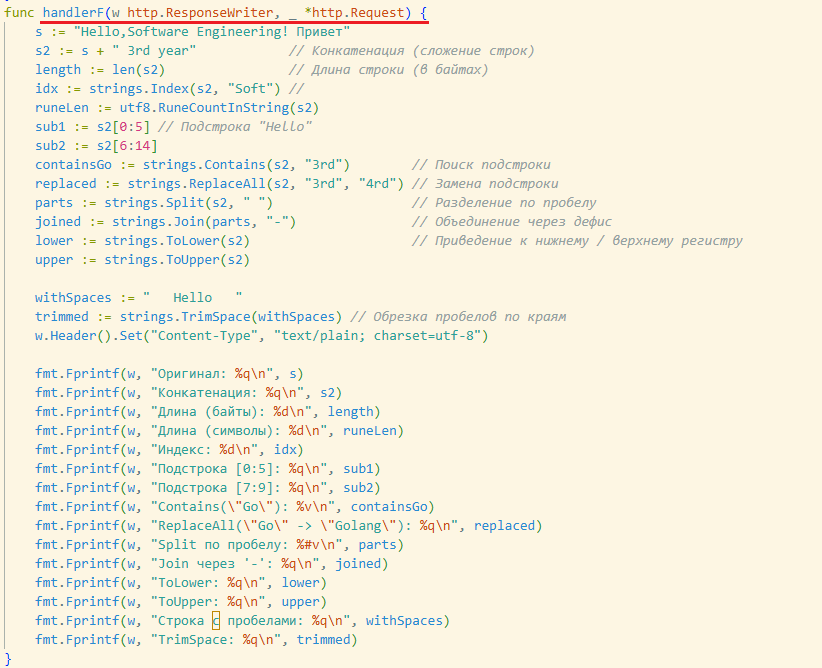 func handlerF(w http.ResponseWriter, _ *http.Request) {
s := "Hello,Software Engineering! Привет"
s2 := s + " 3rd year" // Конкатенация (сложение строк)
length := len(s2) // Длина строки (в байтах)
idx := strings.Index(s2, "Soft") //
runeLen := utf8.RuneCountInString(s2)
sub1 := s2[0:5] // Подстрока "Hello"
sub2 := s2[6:14]
containsGo := strings.Contains(s2, "3rd") // Поиск подстроки
replaced := strings.ReplaceAll(s2, "3rd", "4rd") // Замена подстроки
parts := strings.Split(s2, " ") // Разделение по пробелу
joined := strings.Join(parts, "-") // Объединение через дефис
lower := strings.ToLower(s2) // Приведение к нижнему / верхнему регистру
upper := strings.ToUpper(s2)
withSpaces := "   Hello   "
trimmed := strings.TrimSpace(withSpaces) // Обрезка пробелов по краям
w.Header().Set("Content-Type", "text/plain; charset=utf-8")
fmt.Fprintf(w, "Оригинал: %q\n", s)
fmt.Fprintf(w, "Конкатенация: %q\n", s2)
fmt.Fprintf(w, "Длина (байты): %d\n", length)
fmt.Fprintf(w, "Длина (символы): %d\n", runeLen)
fmt.Fprintf(w, "Индекс: %d\n", idx)
fmt.Fprintf(w, "Подстрока [0:5]: %q\n", sub1)
fmt.Fprintf(w, "Подстрока [7:9]: %q\n", sub2)
fmt.Fprintf(w, "Contains(\"Go\"): %v\n", containsGo)
fmt.Fprintf(w, "ReplaceAll(\"Go\" -> \"Golang\"): %q\n", replaced)
fmt.Fprintf(w, "Split по пробелу: %#v\n", parts)
fmt.Fprintf(w, "Join через '-': %q\n", joined)
fmt.Fprintf(w, "ToLower: %q\n", lower)
fmt.Fprintf(w, "ToUpper: %q\n", upper)
fmt.Fprintf(w, "Строка с пробелами: %q\n", withSpaces)
fmt.Fprintf(w, "TrimSpace: %q\n", trimmed)
}